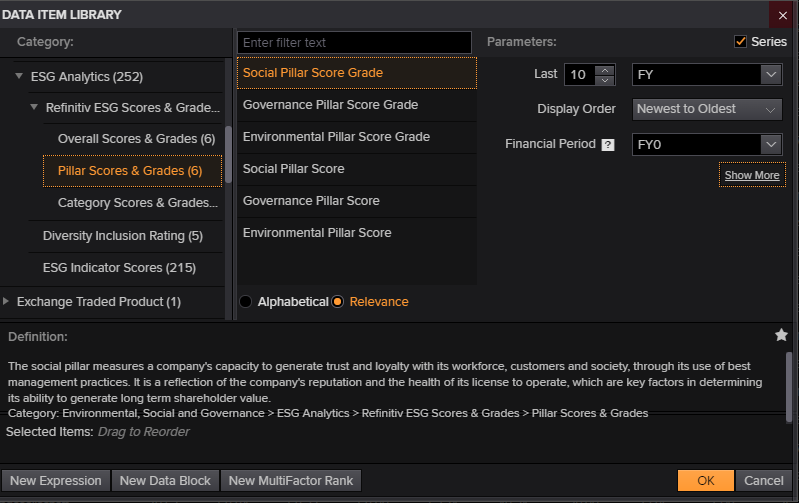 DATA ITEM LIBRARY
Category:
Enter filter text
Parameters:
Series
ESG Analytics (252)
Refinitiv ESG Scores & Grade...
Overall Scores & Grades (6)
Pillar Scores & Grades (6)
Category Scores & Grades...
Diversity Inclusion Rating (5)
ESG Indicator Scores (215)
Exchange Traded Product (1)
Social Pillar Score Grade
Governance Pillar Score Grade
Environmental Pillar Score Grade
Social Pillar Score
Governance Pillar Score
Environmental Pillar Score
Alphabetical Relevance
Last 10 FY
Display Order Newest to Oldest
Financial Period ? FY0
Show More
Definition:
The social pillar measures a company's capacity to generate trust and loyalty with its workforce, customers and society, through its use of best
management practices. It is a reflection of the company's reputation and the health of its license to operate, which are key factors in determining
its ability to generate long term shareholder value.
Category: Environmental, Social and Governance > ESG Analytics > Refinitiv ESG Scores & Grades > Pillar Scores & Grades
Selected Items: Drag to Reorder
New Expression New Data Block New MultiFactor Rank OK Cancel